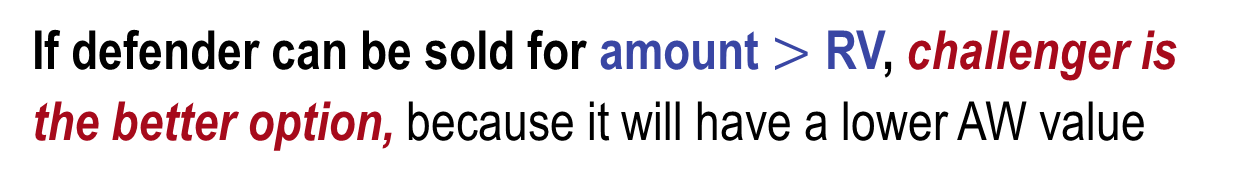 If defender can be sold for amount > RV, challenger is
the better option, because it will have a lower AW value